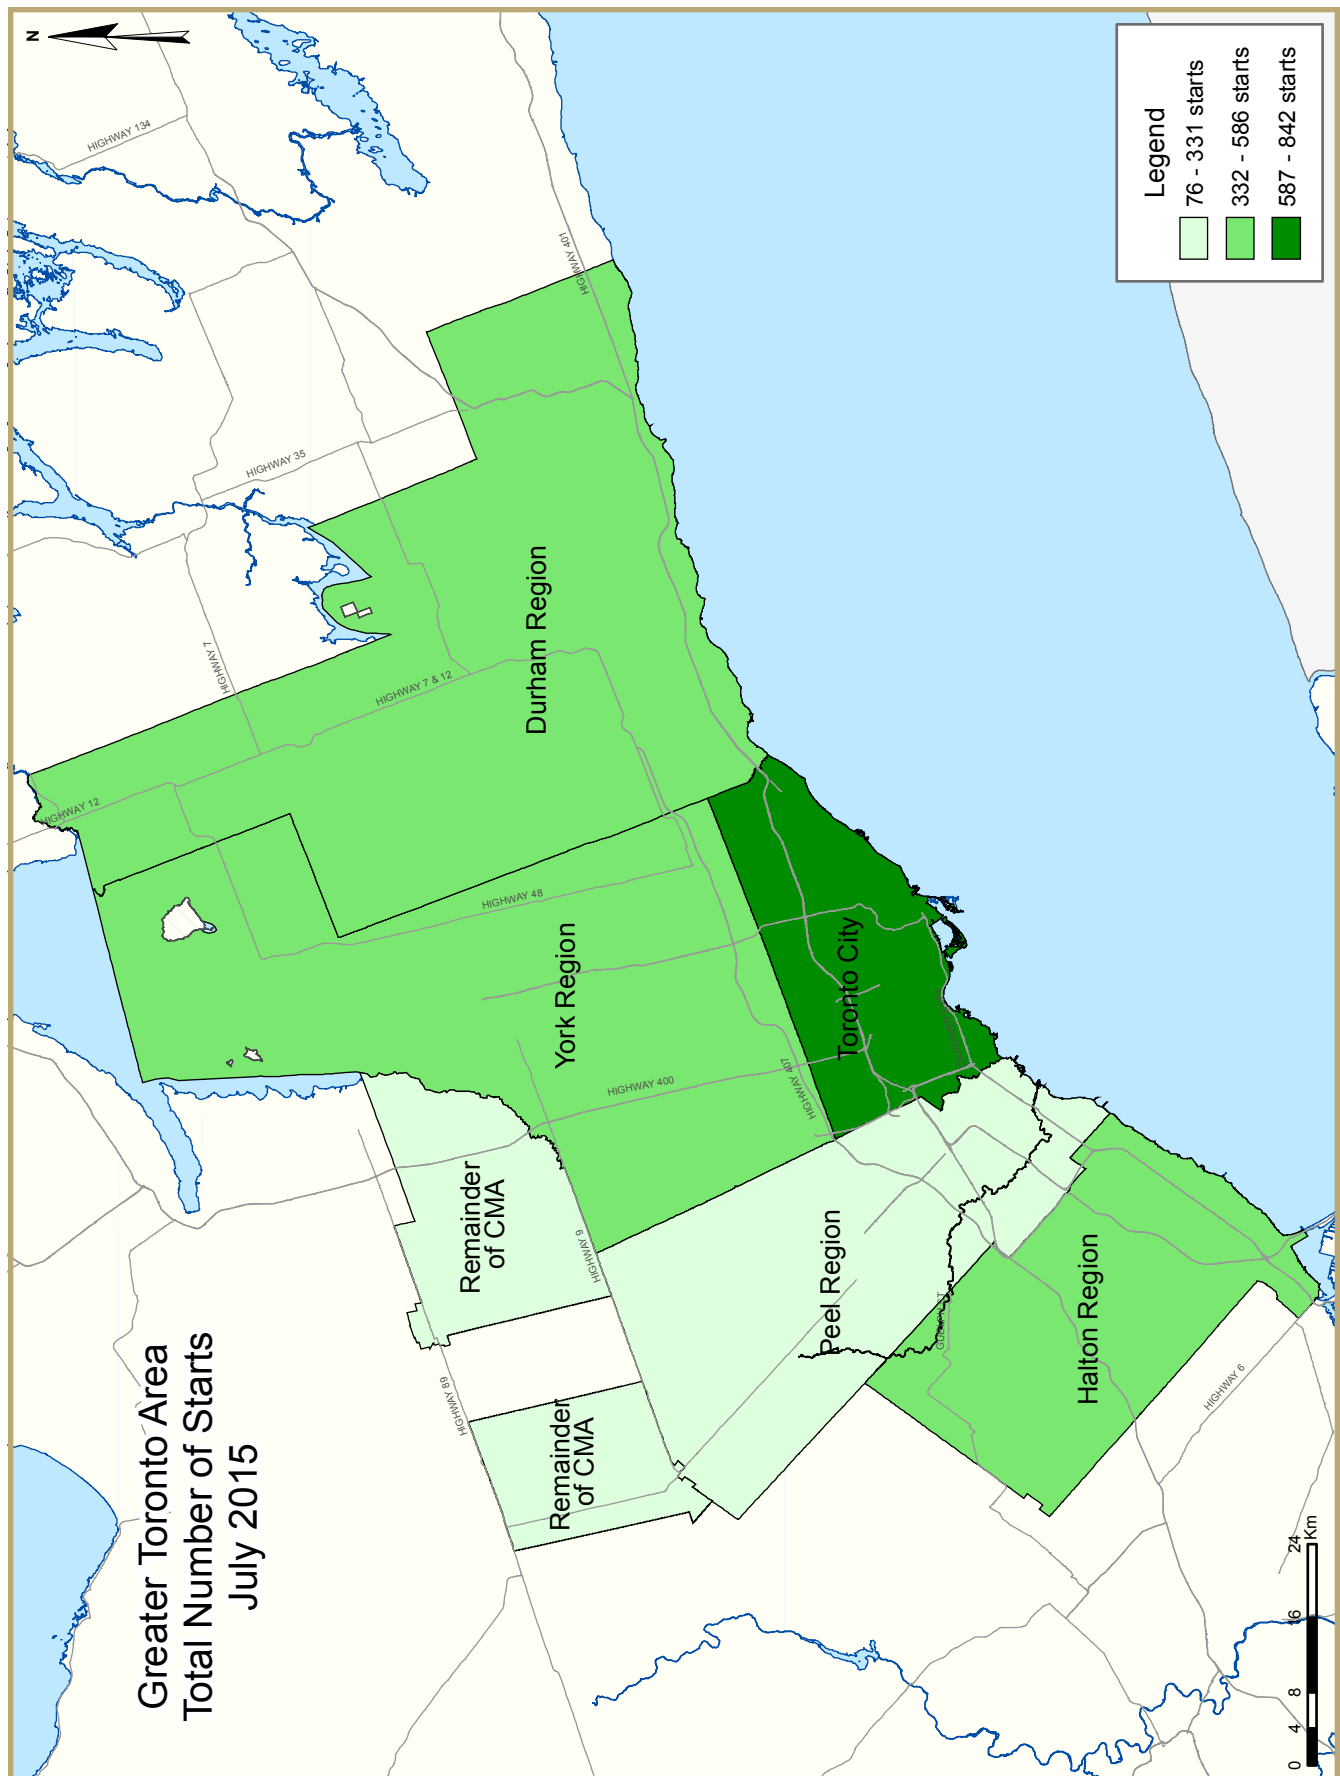 Greater Toronto Area
Total Number of Starts
July 2015
N
HIGHWAY 134
HIGHWAY 401
HIGHWAY 35
HIGHWAY 7
HIGHWAY 7 & 12
HIGHWAY 12
Durham Region
HIGHWAY 48
York Region
HIGHWAY 400
HIGHWAY 407
Toronto City
Remainder
of CMA
HIGHWAY 9
HIGHWAY 89
Remainder
of CMA
Peel Region
Halton Region
HIGHWAY 6
Legend
76 - 331 starts
332 - 586 starts
587 - 842 starts
0 4 8 16 24
Km